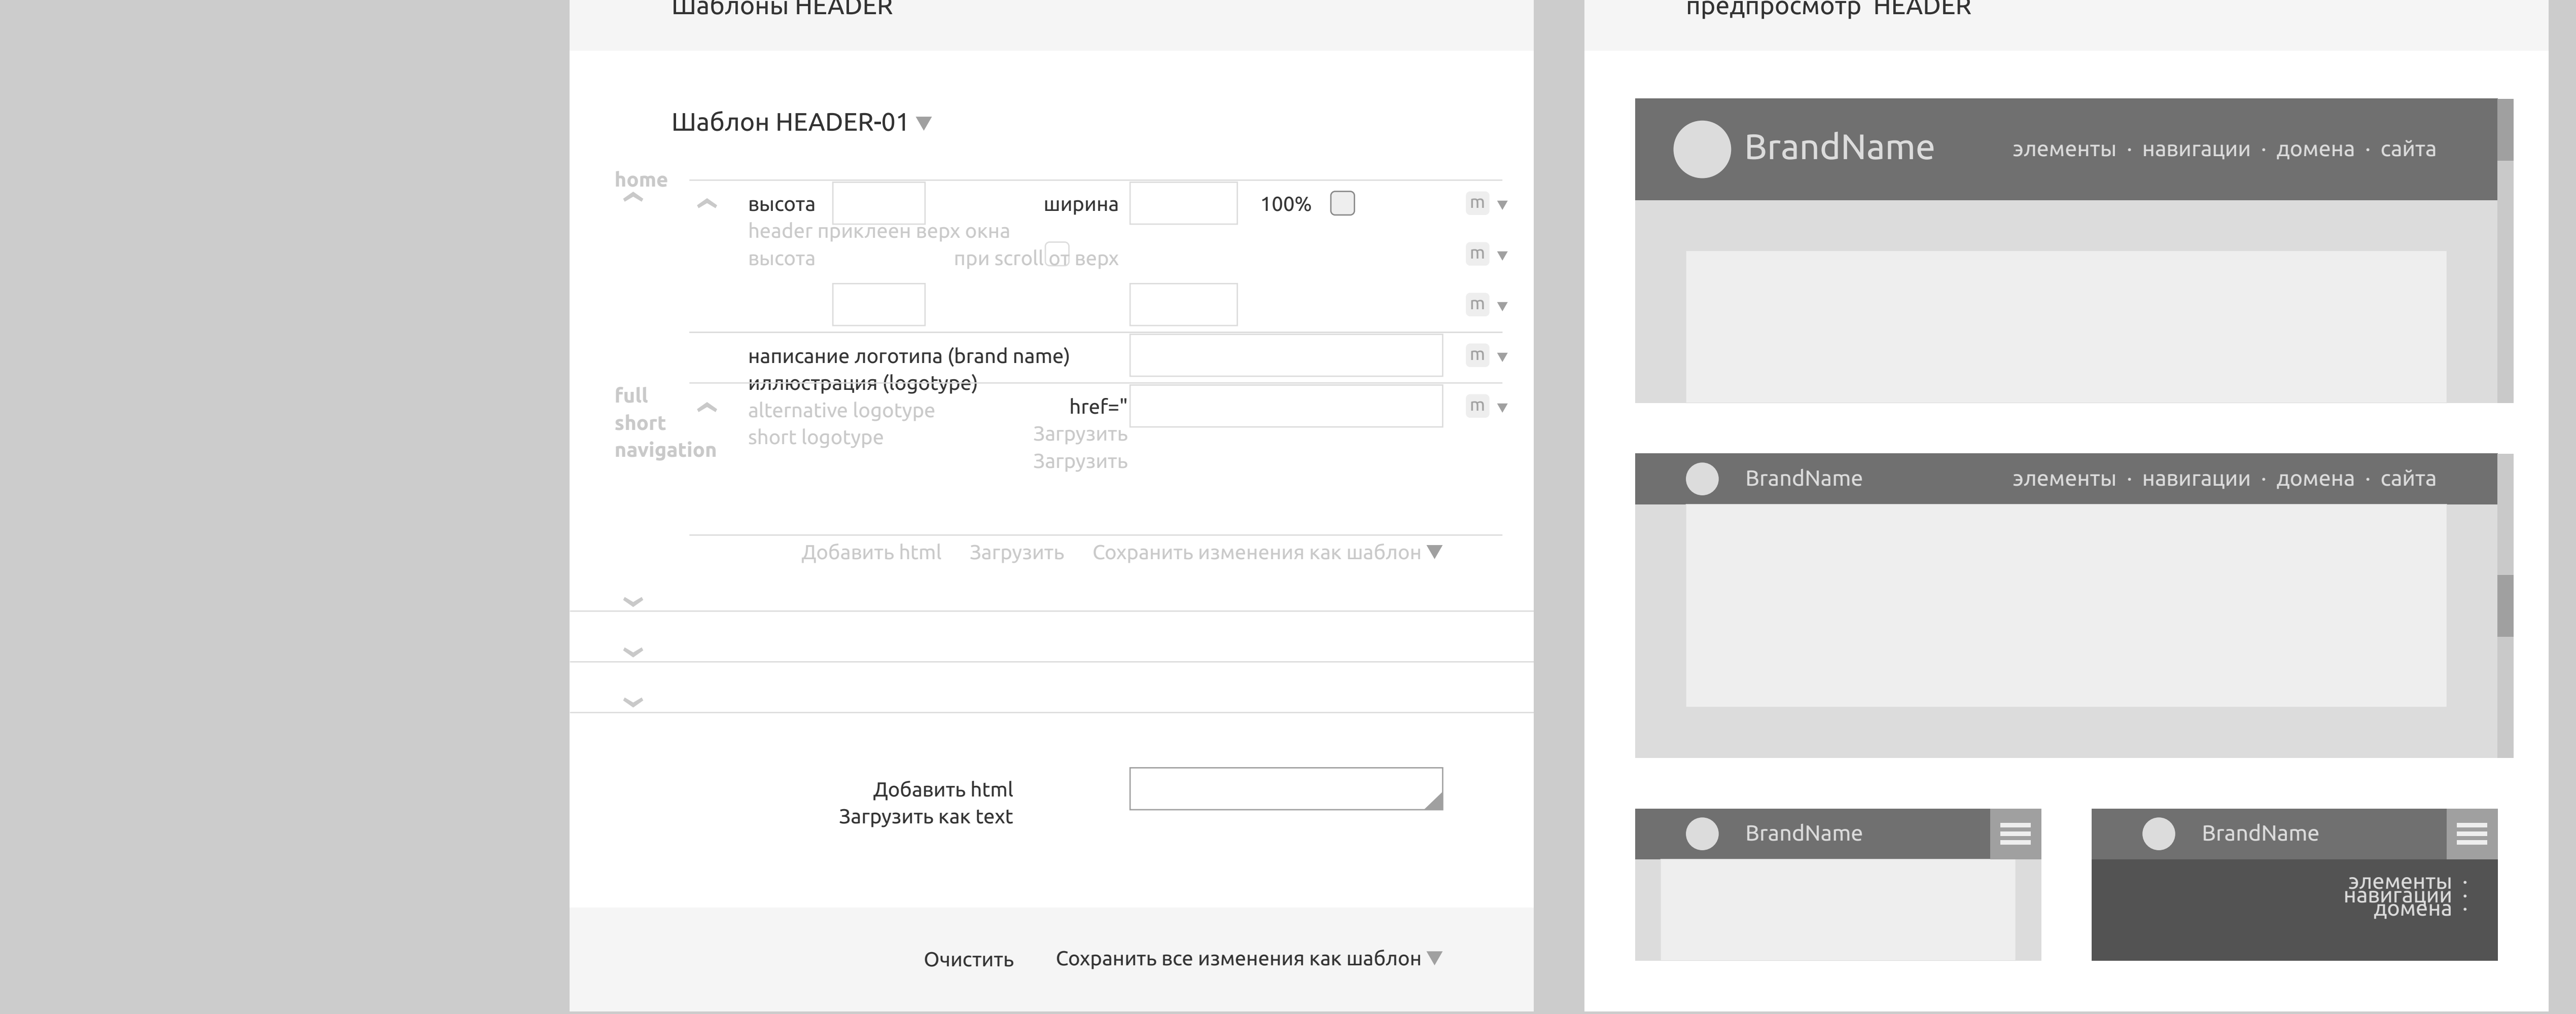 Шаблоны HEADER
Шаблон HEADER-01
home
высота ширина 100% m
header приклеен верх окна
высота при scroll от верх m
m
написание логотипа (brand name) m
иллюстрация (logotype)
full
short
navigation
href=" m
alternative logotype
Загрузить
short logotype
Загрузить
Добавить html Загрузить Сохранить изменения как шаблон
Добавить html
Загрузить как text
Очистить Сохранить все изменения как шаблон
предпросмотр HEADER
BrandName элементы · навигации · домена · сайта
BrandName элементы · навигации · домена · сайта
BrandName
BrandName
элементы ·
навигации ·
домена ·